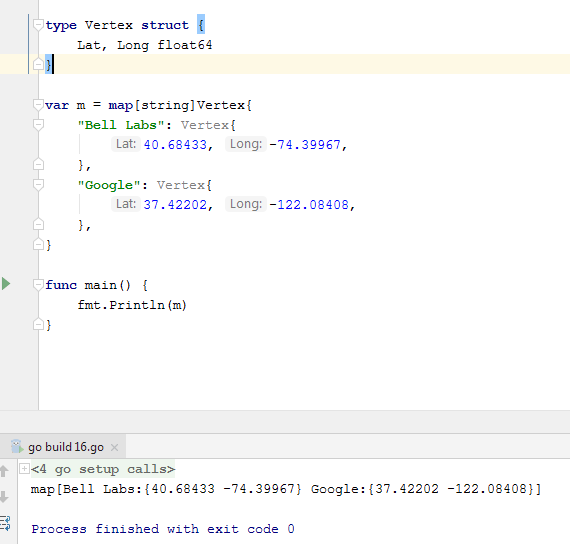 type Vertex struct {
Lat, Long float64
}
var m = map[string]Vertex{
"Bell Labs": Vertex{
Lat: 40.68433, Long: -74.39967,
},
"Google": Vertex{
Lat: 37.42202, Long: -122.08408,
},
}
func main() {
fmt.Println(m)
}
go build 16.go
<4 go setup calls>
map[Bell Labs:{40.68433 -74.39967} Google:{37.42202 -122.08408}]
Process finished with exit code 0